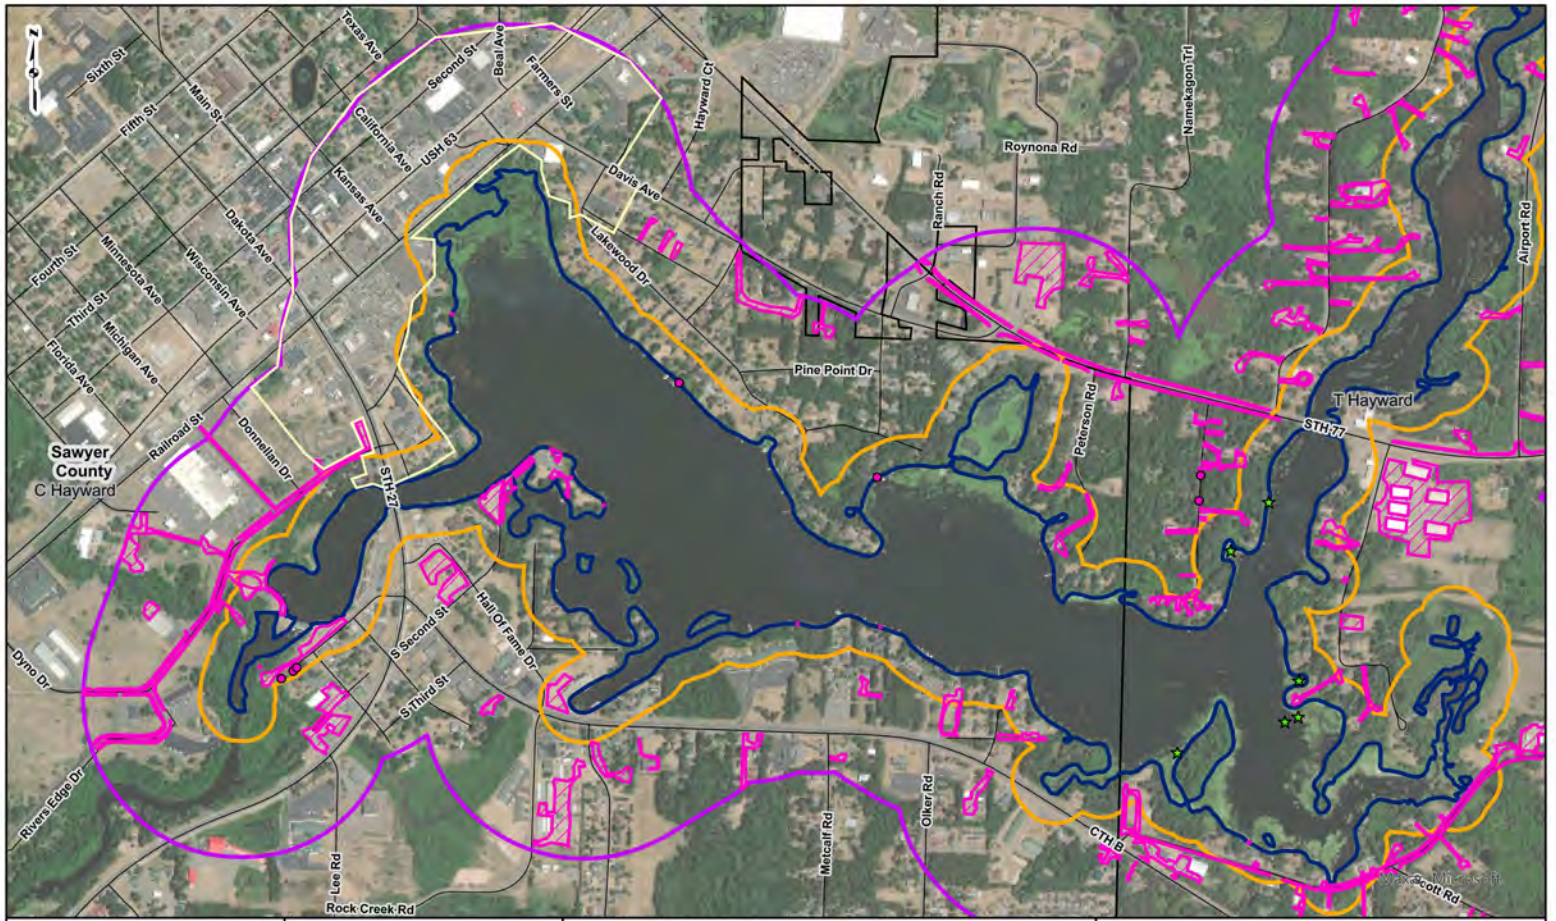 N
Texas Ave
Beal Ave
Second St
Sixth St
Farmers St
Main St
Hayward Ct
Namekagon Trl
Fifth St
California Ave
USH 63
Roynona Rd
Kansas Ave
Davis Ave
Ranch Rd
Airport Rd
Dakota Ave
Fourth St
Minnesota Ave
Wisconsin Ave
Lakewood Dr
Third St
Michigan Ave
Florida Ave
Pine Point Dr
Peterson Rd
T Hayward
Railroad St
Donnellan Dr
STH 77
Sawyer
County
C Hayward
STH 27
Hall Of Fame Dr
S Second St
Dyno Dr
S Third St
Rivers Edge Dr
Olker Rd
Metcalf Rd
CTH B
Lee Rd
Scott Rd
Rock Creek Rd